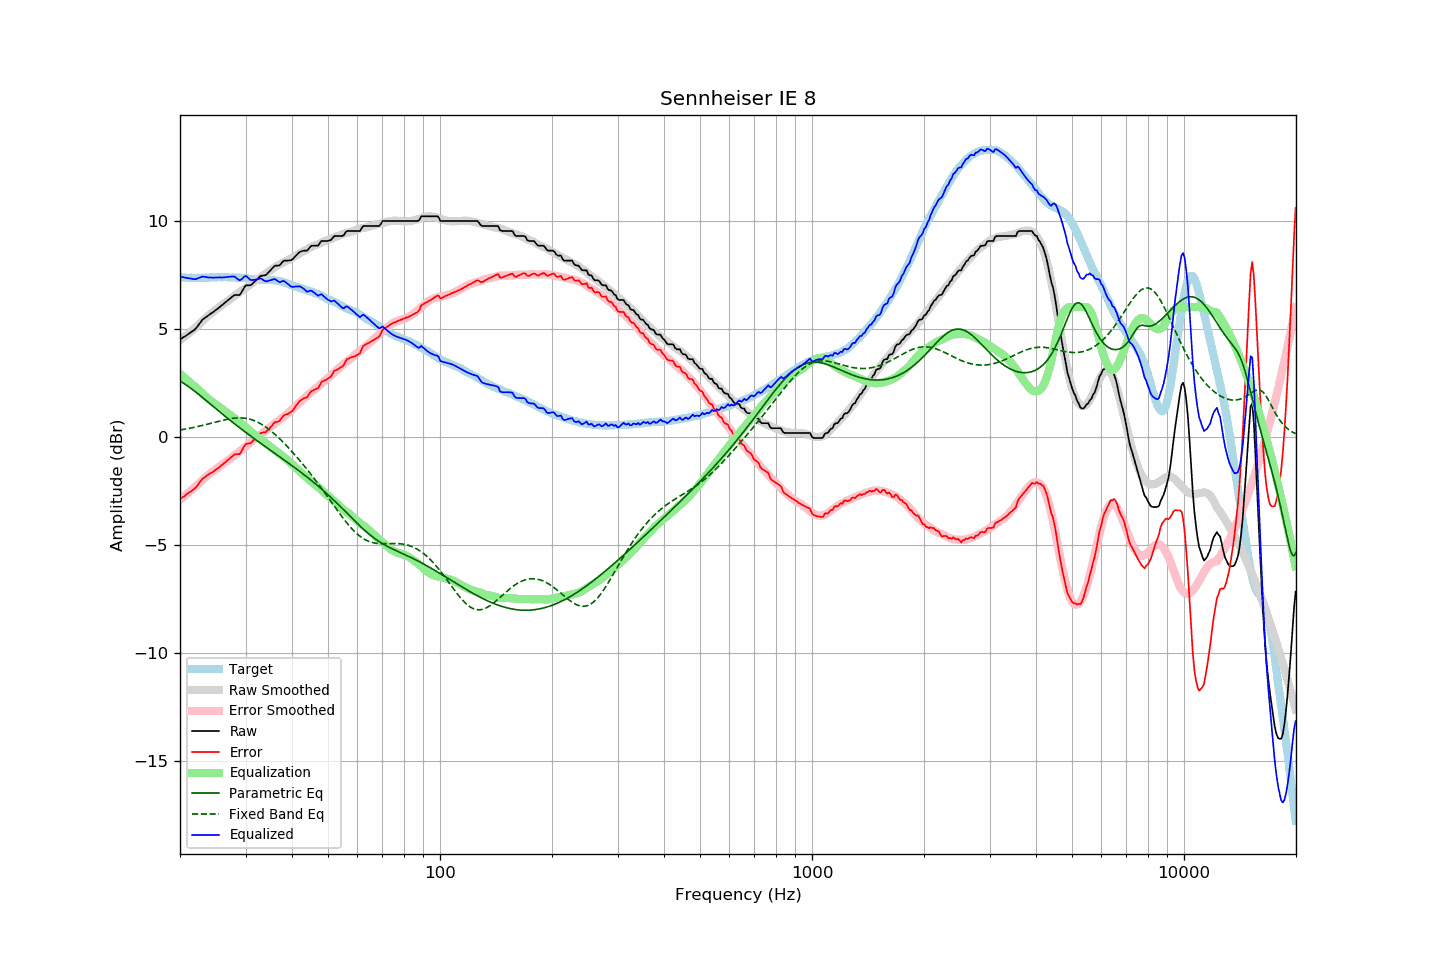 Sennheiser IE 8
Amplitude (dBr)
10
5
0
−5
−10
−15
Target
Raw Smoothed
Error Smoothed
Raw
Error
Equalization
Parametric Eq
Fixed Band Eq
Equalized
100
1000
10000
Frequency (Hz)